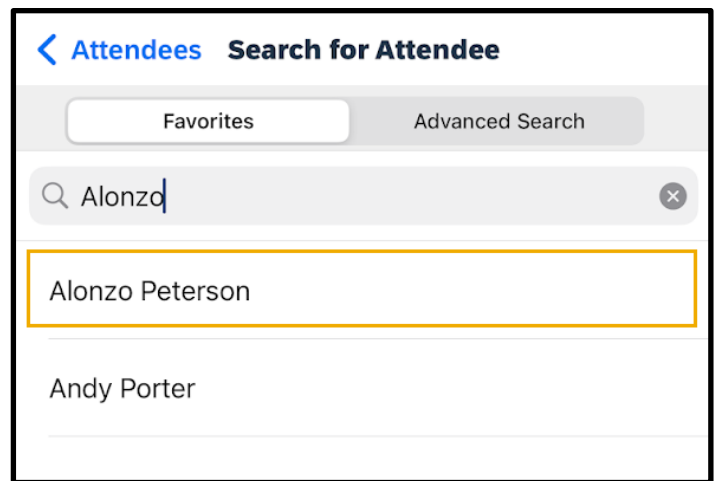 Attendees Search for Attendee
Favorites Advanced Search
Alonzo
Alonzo Peterson
Andy Porter